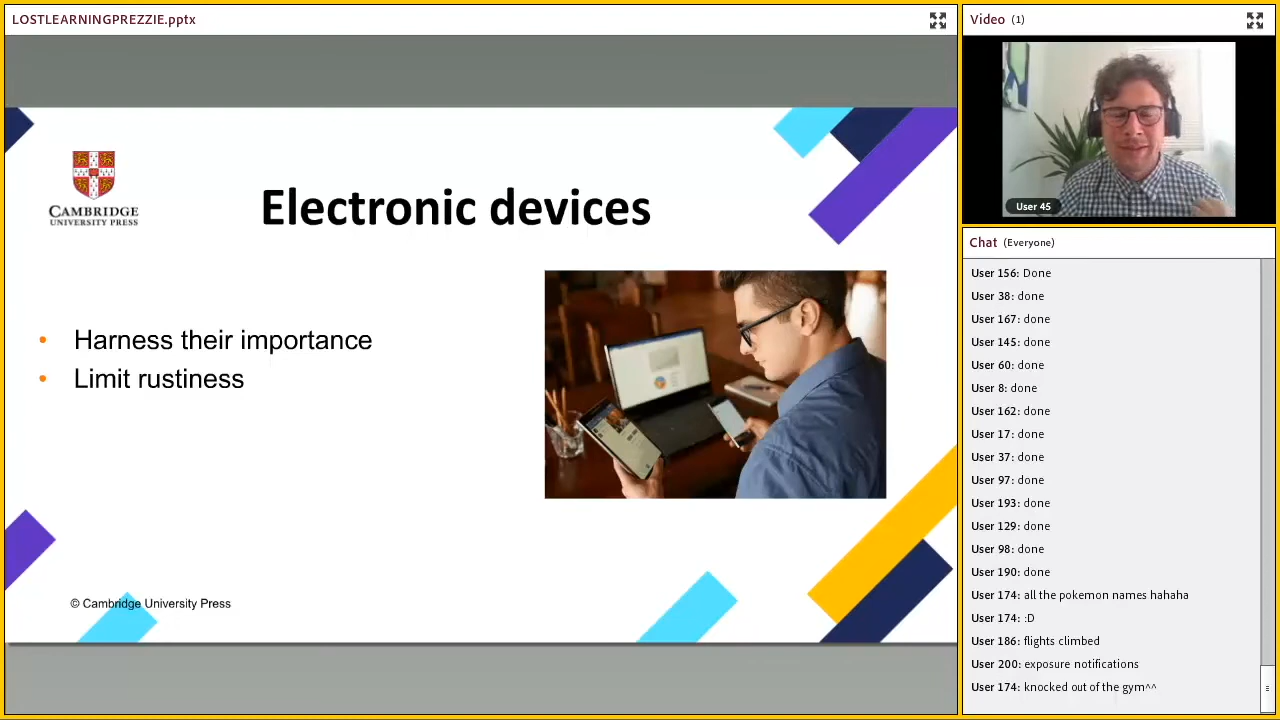 LOSTLEARNINGPREZZIE.pptx
CAMBRIDGE
UNIVERSITY PRESS
Electronic devices
• Harness their importance
• Limit rustiness
© Cambridge University Press
Video (1)
User 45
Chat (Everyone)
User 156: Done
User 38: done
User 167: done
User 145: done
User 60: done
User 8: done
User 162: done
User 17: done
User 37: done
User 97: done
User 193: done
User 129: done
User 98: done
User 190: done
User 174: all the pokemon names hahaha
User 174: :D
User 186: flights climbed
User 200: exposure notifications
User 174: knocked out of the gym^^